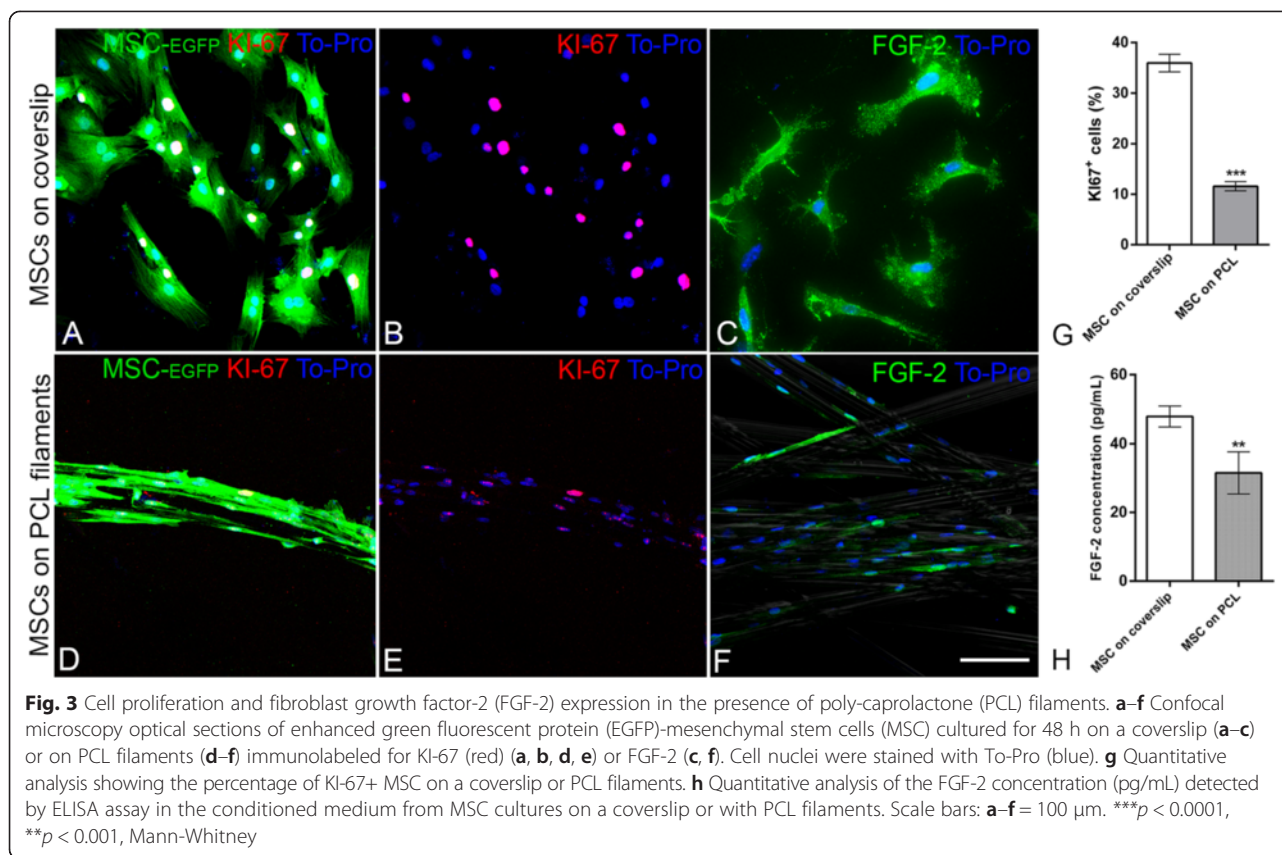 MSCs on coverslip
MSC-EGFP KI-67 To-Pro
A
KI-67 To-Pro
B
FGF-2 To-Pro
C
KI67+ cells (%)
40
30
20
10
0
***
MSC on coverslip
MSC on PCL
G
MSCs on PCL filaments
MSC-EGFP KI-67 To-Pro
D
KI-67 To-Pro
E
FGF-2 To-Pro
F
FGF-2 concentration (pg/mL)
60
40
20
0
**
MSC on coverslip
MSC on PCL
H
Fig. 3 Cell proliferation and fibroblast growth factor-2 (FGF-2) expression in the presence of poly-caprolactone (PCL) filaments. a–f Confocal
microscopy optical sections of enhanced green fluorescent protein (EGFP)-mesenchymal stem cells (MSC) cultured for 48 h on a coverslip (a–c)
or on PCL filaments (d–f) immunolabeled for KI-67 (red) (a, b, d, e) or FGF-2 (c, f). Cell nuclei were stained with To-Pro (blue). g Quantitative
analysis showing the percentage of KI-67+ MSC on a coverslip or PCL filaments. h Quantitative analysis of the FGF-2 concentration (pg/mL) detected
by ELISA assay in the conditioned medium from MSC cultures on a coverslip or with PCL filaments. Scale bars: a–f = 100 μm. ***p < 0.0001,
**p < 0.001, Mann-Whitney